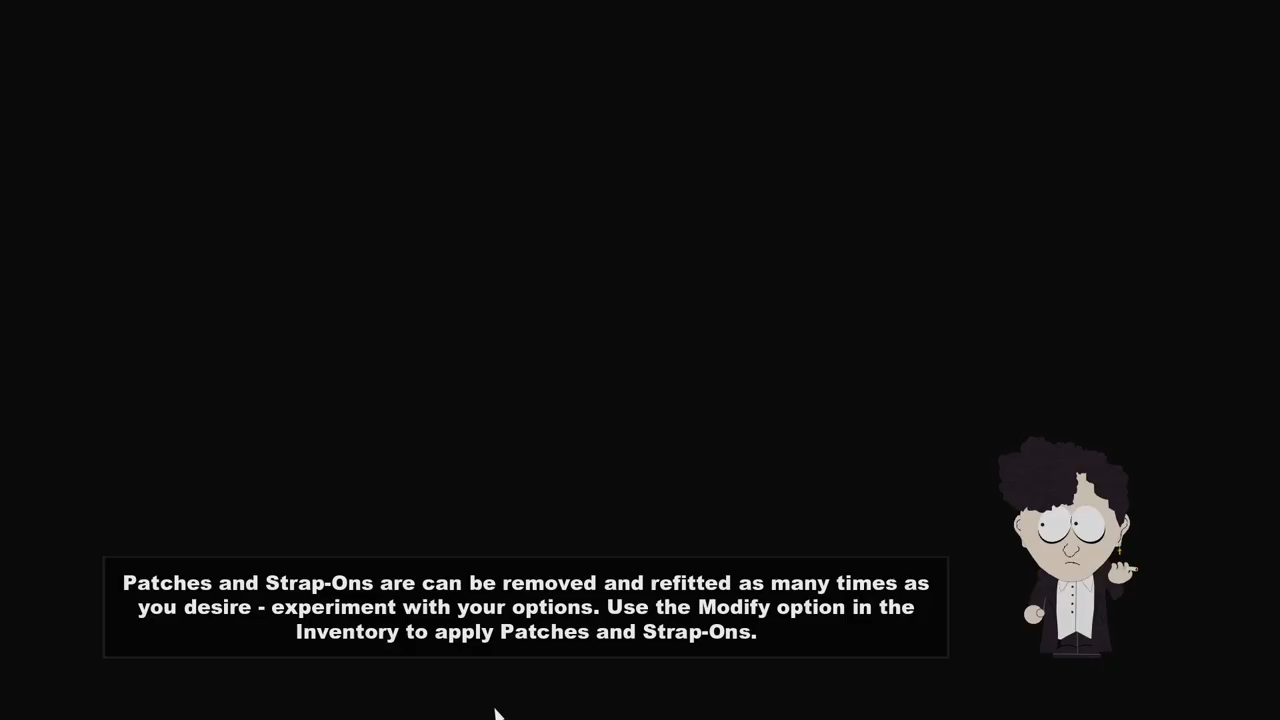 Patches and Strap-Ons are can be removed and refitted as many times as
you desire - experiment with your options. Use the Modify option in the
Inventory to apply Patches and Strap-Ons.